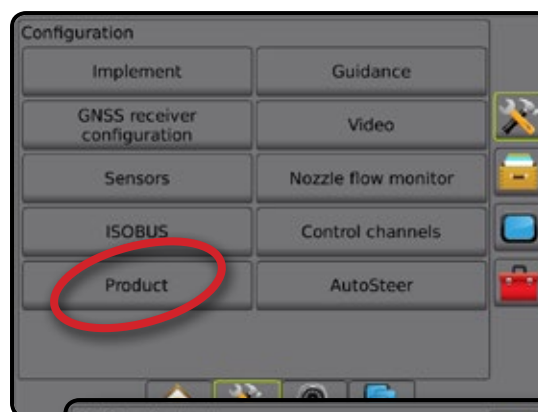 Configuration
Implement
Guidance
GNSS receiver
configuration
Video
Sensors
Nozzle flow monitor
ISOBUS
Control channels
Product
AutoSteer